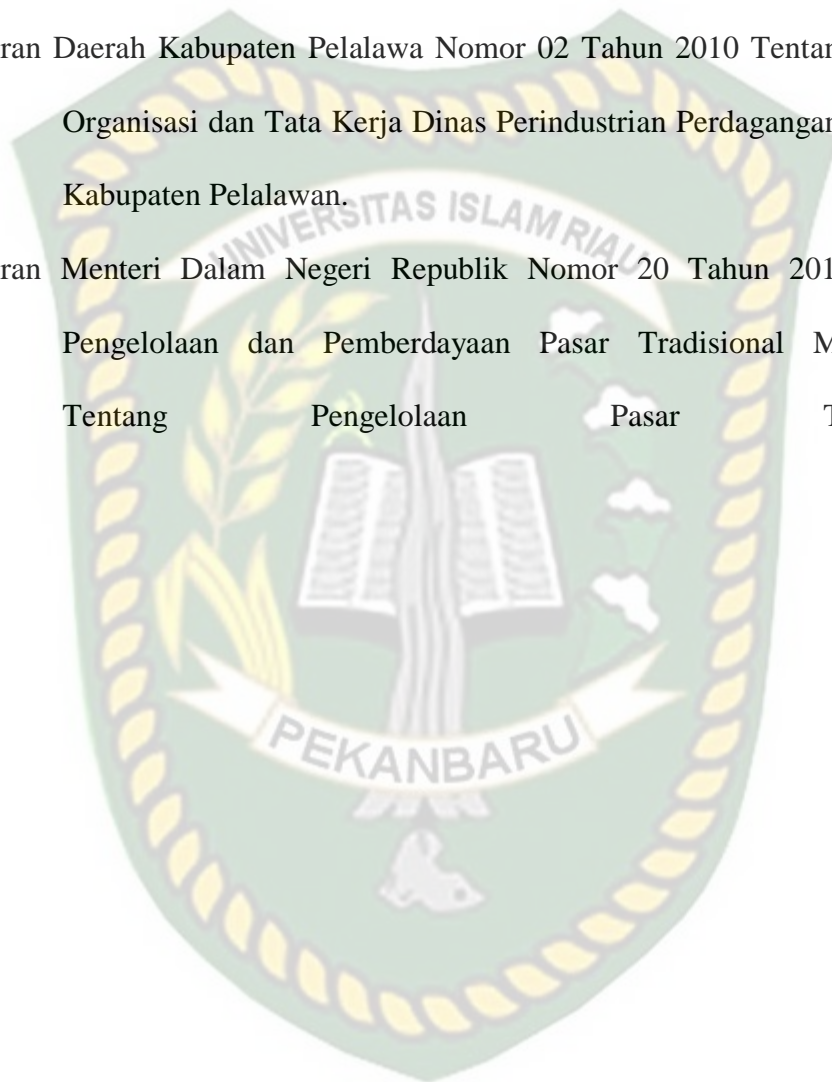 ran Daerah Kabupaten Pelalawa Nomor 02 Tahun 2010 Tentan
Organisasi dan Tata Kerja Dinas Perindustrian Perdagangan
Kabupaten Pelalawan.
UNIVERSITAS ISLAM RIAU
ran Menteri Dalam Negeri Republik Nomor 20 Tahun 201
Pengelolaan dan Pemberdayaan Pasar Tradisional M
Tentang Pengelolaan Pasar T
PEKANBARU